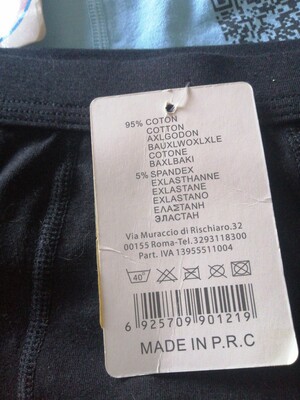 95% COTON
COTTON
AXLGODON
BAUXLWOXLXLE
COTONE
BAXLBAKI
5% SPANDEX
EXLASTHANNE
EXLASTANE
EXLASTANO
ΕΛΑΣΤΑΝΗ
ЭЛАСТАН
Via Muraccio di Rischiaro.32
00155 Roma-Tel.3293118300
Part. IVA 13955511004
40°
6 925709 901219
MADE IN P.R.C